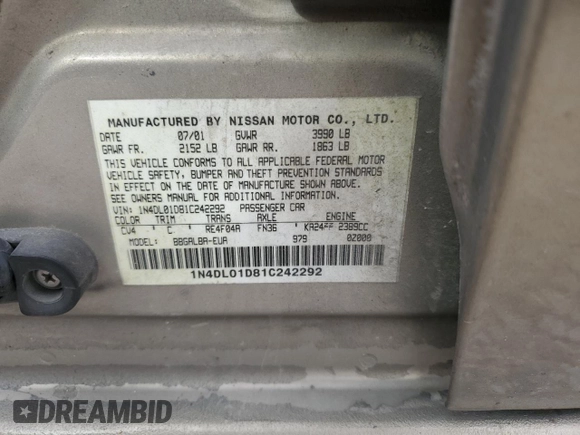 MANUFACTURED BY NISSAN MOTOR CO., LTD.
DATE 07/01 GVWR 3990 LB
GAWR FR. 2152 LB GAWR RR. 1863 LB
THIS VEHICLE CONFORMS TO ALL APPLICABLE FEDERAL MOTOR
VEHICLE SAFETY, BUMPER AND THEFT PREVENTION STANDARDS
IN EFFECT ON THE DATE OF MANUFACTURE SHOWN ABOVE.
SEE OWNERS MANUAL FOR ADDITIONAL INFORMATION
VIN: 1N4DL01D81C242292 PASSENGER CAR
COLOR TRIM TRANS AXLE ENGINE
CV4 C RE4F04A FN36 KA24 2389CC
MODEL BBGALBA-EUA 979 0Z000
1N4DL01D81C242292
DREAMBID